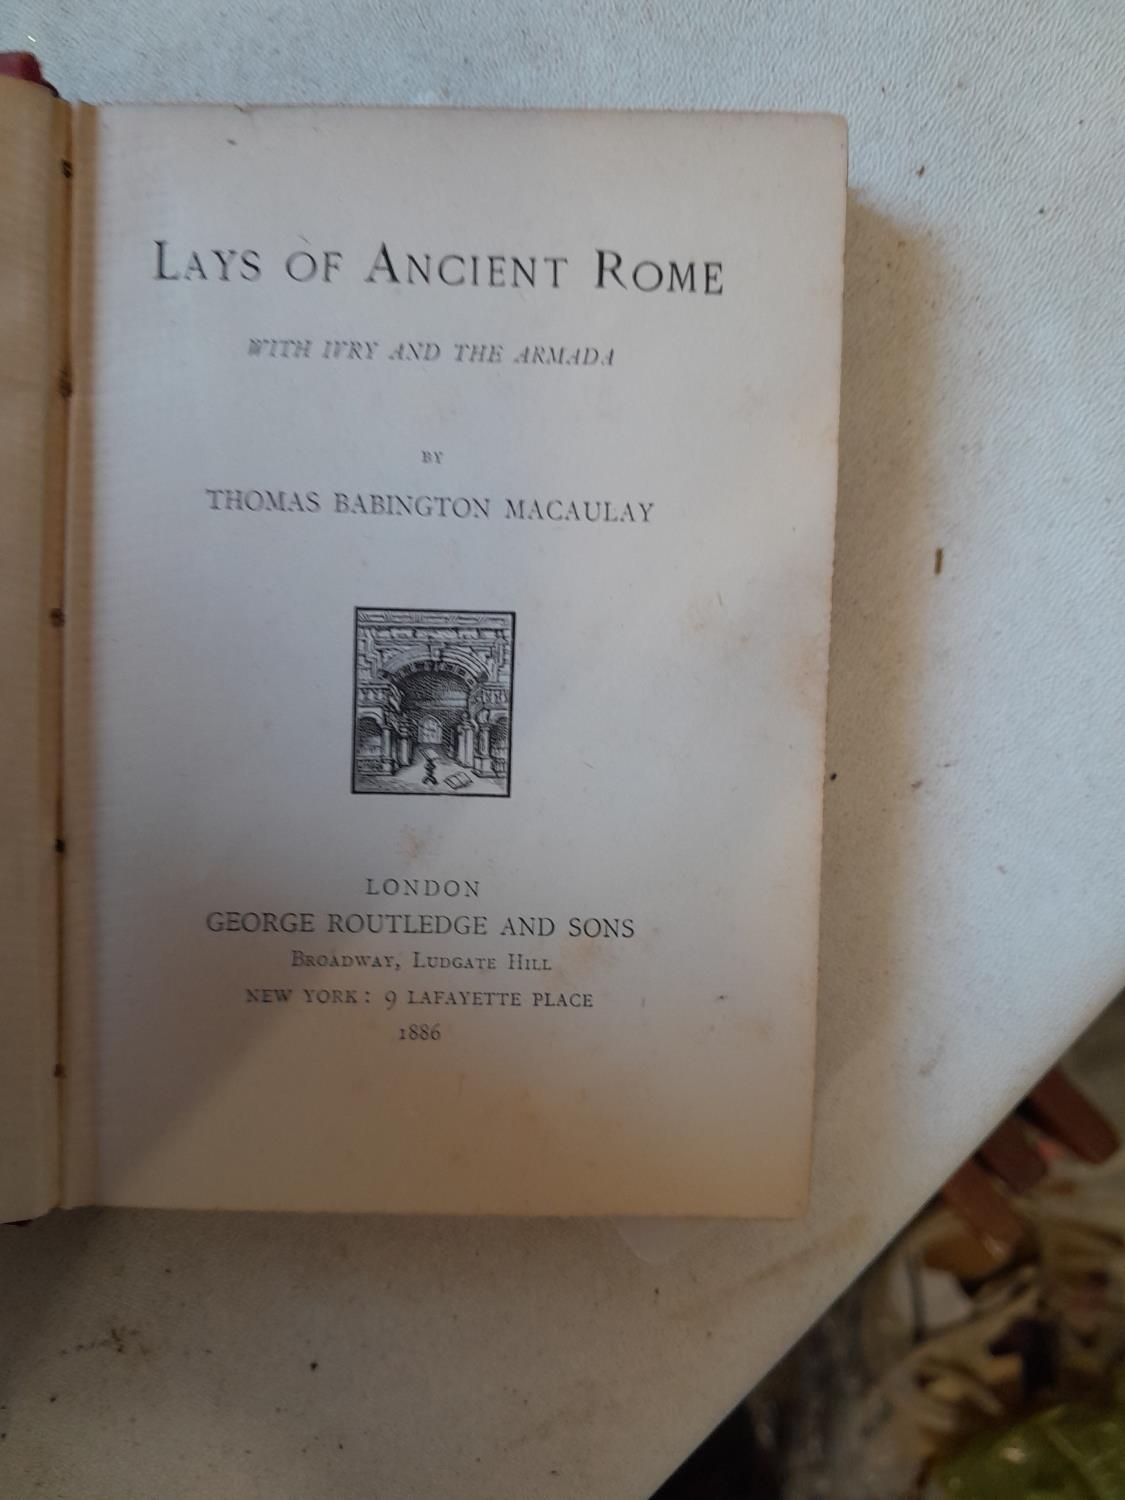 LAYS OF ANCIENT ROME
WITH IVRY AND THE ARMADA
BY
THOMAS BABINGTON MACAULAY
LONDON
GEORGE ROUTLEDGE AND SONS
BROADWAY, LUDGATE HILL
NEW YORK: 9 LAFAYETTE PLACE
1886